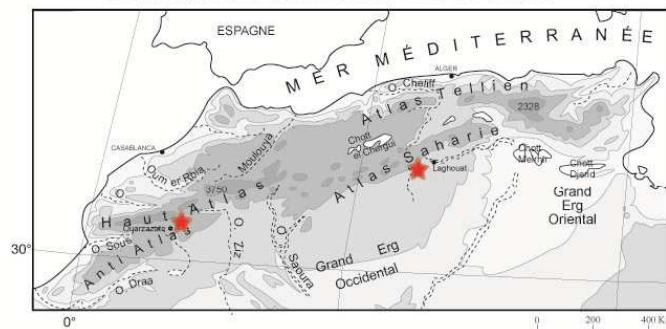 ESPAGNE
MER MÉDITERRANÉE
ALGER
O. Cheliff
Atlas Tellien
2328
CASABLANCA
Oum er Rbia
Moulouya
Chott el Chergui
Atlas Saharie
Laghouat
Chott Melrhir
Chott Djerid
3750
Haut Atlas
Ouarzazate
O. Sous
Anti Atlas
O. Ziz
Saoura
Grand Erg Occidental
Grand Erg Oriental
30°
O. Draa
0°
0 200 400 K